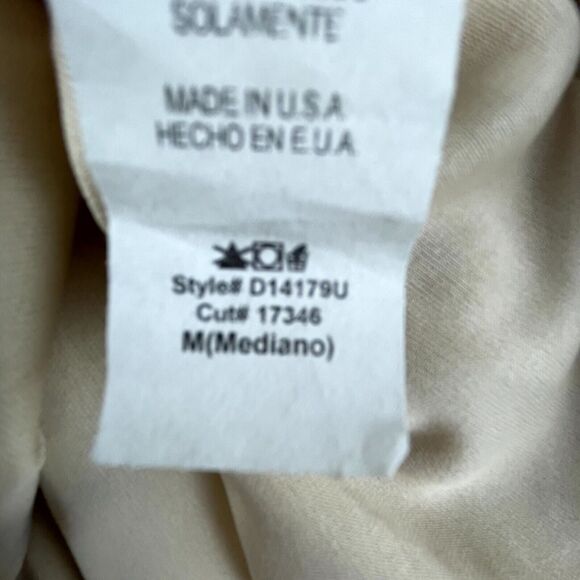 SOLAMENTE
MADE IN U.S.A
HECHO EN E.U.A
Style# D14179U
Cut# 17346
M(Mediano)